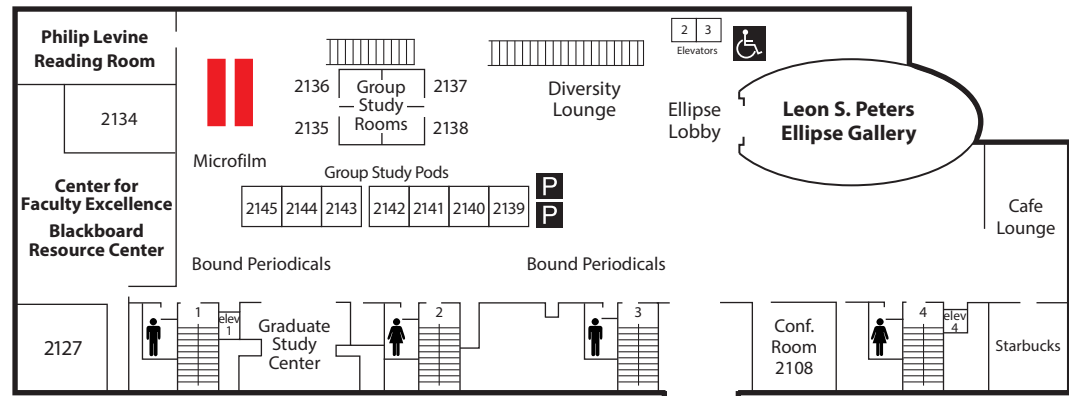 Philip Levine
Reading Room
2134
Center for
Faculty Excellence
Blackboard
Resource Center
2127
Microfilm
2136
2135
Group
Study
Rooms
2137
2138
Group Study Pods
2145 2144 2143 2142 2141 2140 2139
P
P
Diversity
Lounge
2 3
Elevators
Ellipse
Lobby
Leon S. Peters
Ellipse Gallery
Cafe
Lounge
Bound Periodicals
Bound Periodicals
1
elev
1
Graduate
Study
Center
2
3
Conf.
Room
2108
4
elev
4
Starbucks